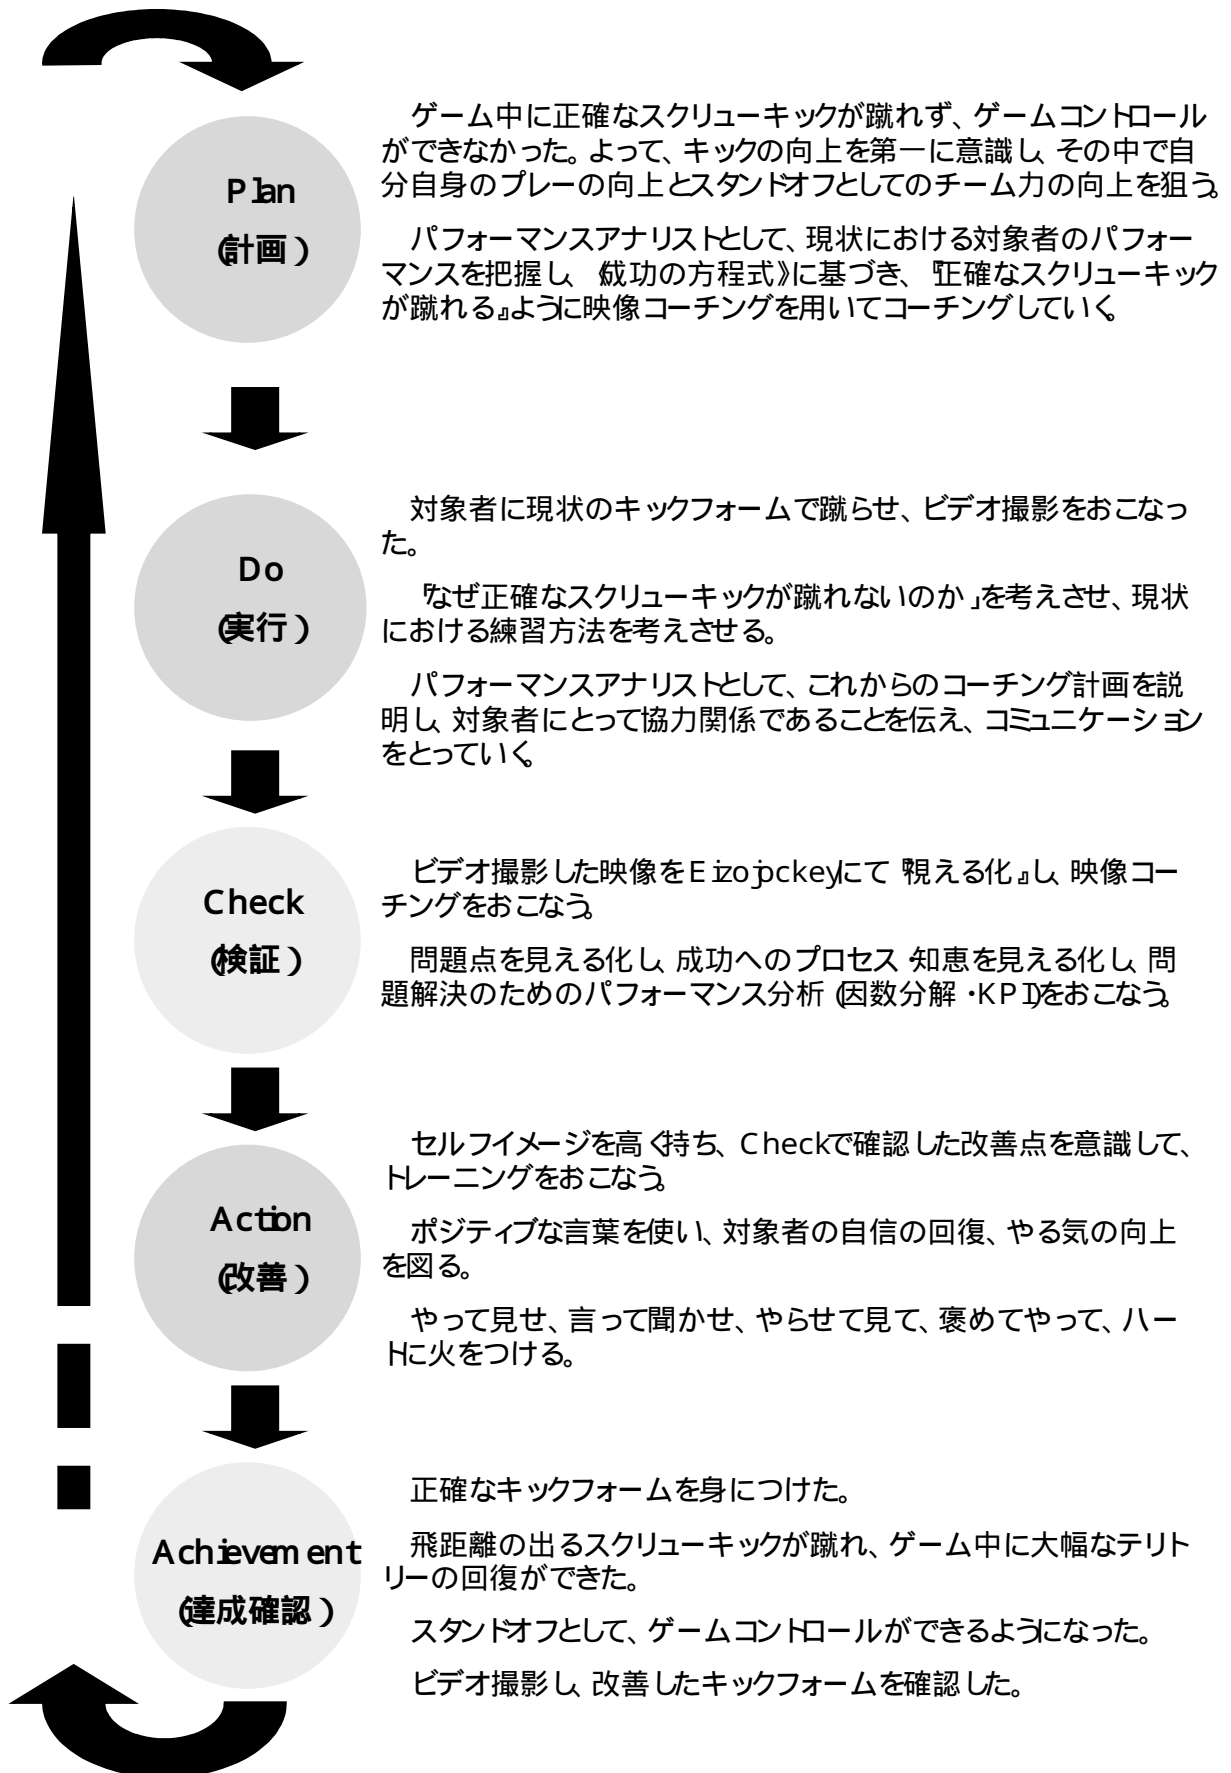 Plan
(計画)
ゲーム中に正確なスクリューキックが蹴れず、ゲームコントロール
ができなかった。よって、キックの向上を第一に意識し、その中で自
分自身のプレーの向上とスタンドオフとしてのチーム力の向上を狙う。
パフォーマンスアナリストとして、現状における対象者のパフォー
マンスを把握し、《成功の方程式》に基づき、『正確なスクリューキック
が蹴れる』ように映像コーチングを用いてコーチングしていく。
Do
(実行)
対象者に現状のキックフォームで蹴らせ、ビデオ撮影をおこなっ
た。
「なぜ正確なスクリューキックが蹴れないのか」を考えさせ、現状
における練習方法を考えさせる。
パフォーマンスアナリストとして、これからのコーチング計画を説
明し、対象者にとって協力関係であることを伝え、コミュニケーション
をとっていく。
Check
(検証)
ビデオ撮影した映像をEizojockeyにて『視える化』し、映像コー
チングをおこなう。
問題点を見える化し、成功へのプロセス・知恵を見える化し、問
題解決のためのパフォーマンス分析(因数分解・KPI)をおこなう。
Action
(改善)
セルフイメージを高く持ち、Checkで確認した改善点を意識して、
トレーニングをおこなう。
ポジティブな言葉を使い、対象者の自信の回復、やる気の向上
を図る。
やって見せ、言って聞かせ、やらせて見て、褒めてやって、ハー
トに火をつける。
Achievement
(達成確認)
正確なキックフォームを身につけた。
飛距離の出るスクリューキックが蹴れ、ゲーム中に大幅なテリト
リーの回復ができた。
スタンドオフとして、ゲームコントロールができるようになった。
ビデオ撮影し、改善したキックフォームを確認した。